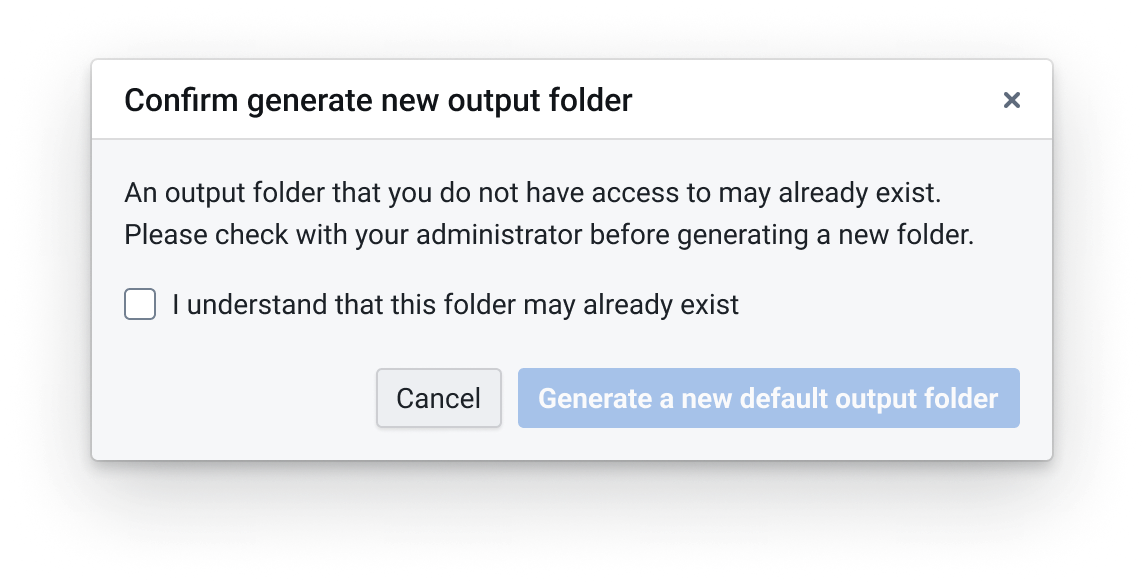 Confirm generate new output folder
An output folder that you do not have access to may already exist.
Please check with your administrator before generating a new folder.
I understand that this folder may already exist
Cancel
Generate a new default output folder